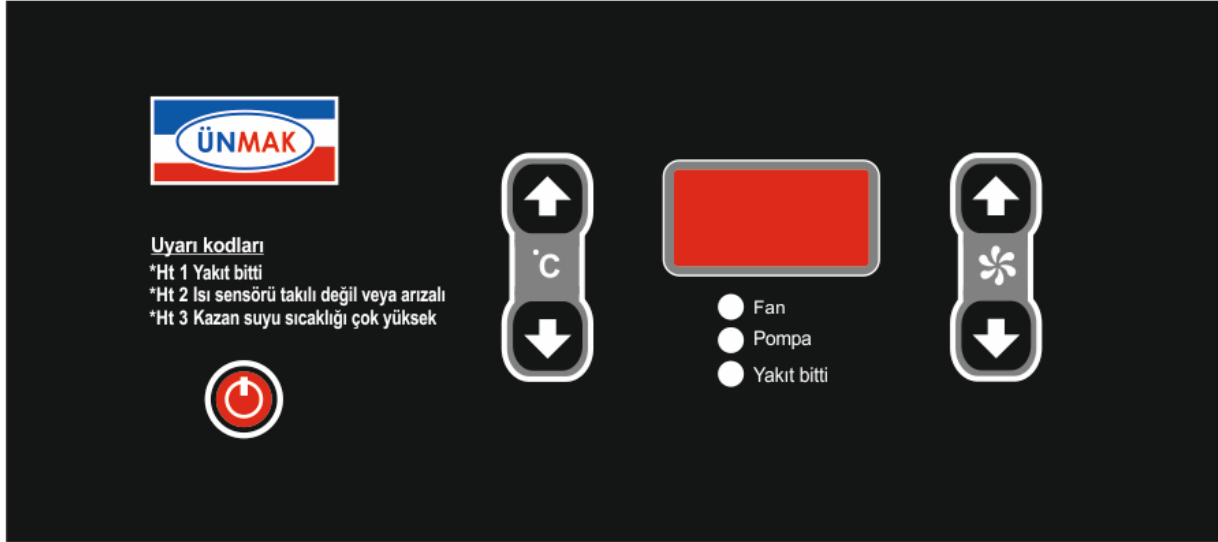 ÜNMAK
Uyarı kodları
*Ht 1 Yakıt bitti
*Ht 2 Isı sensörü takılı değil veya arızalı
*Ht 3 Kazan suyu sıcaklığı çok yüksek
°C
Fan
Pompa
Yakıt bitti